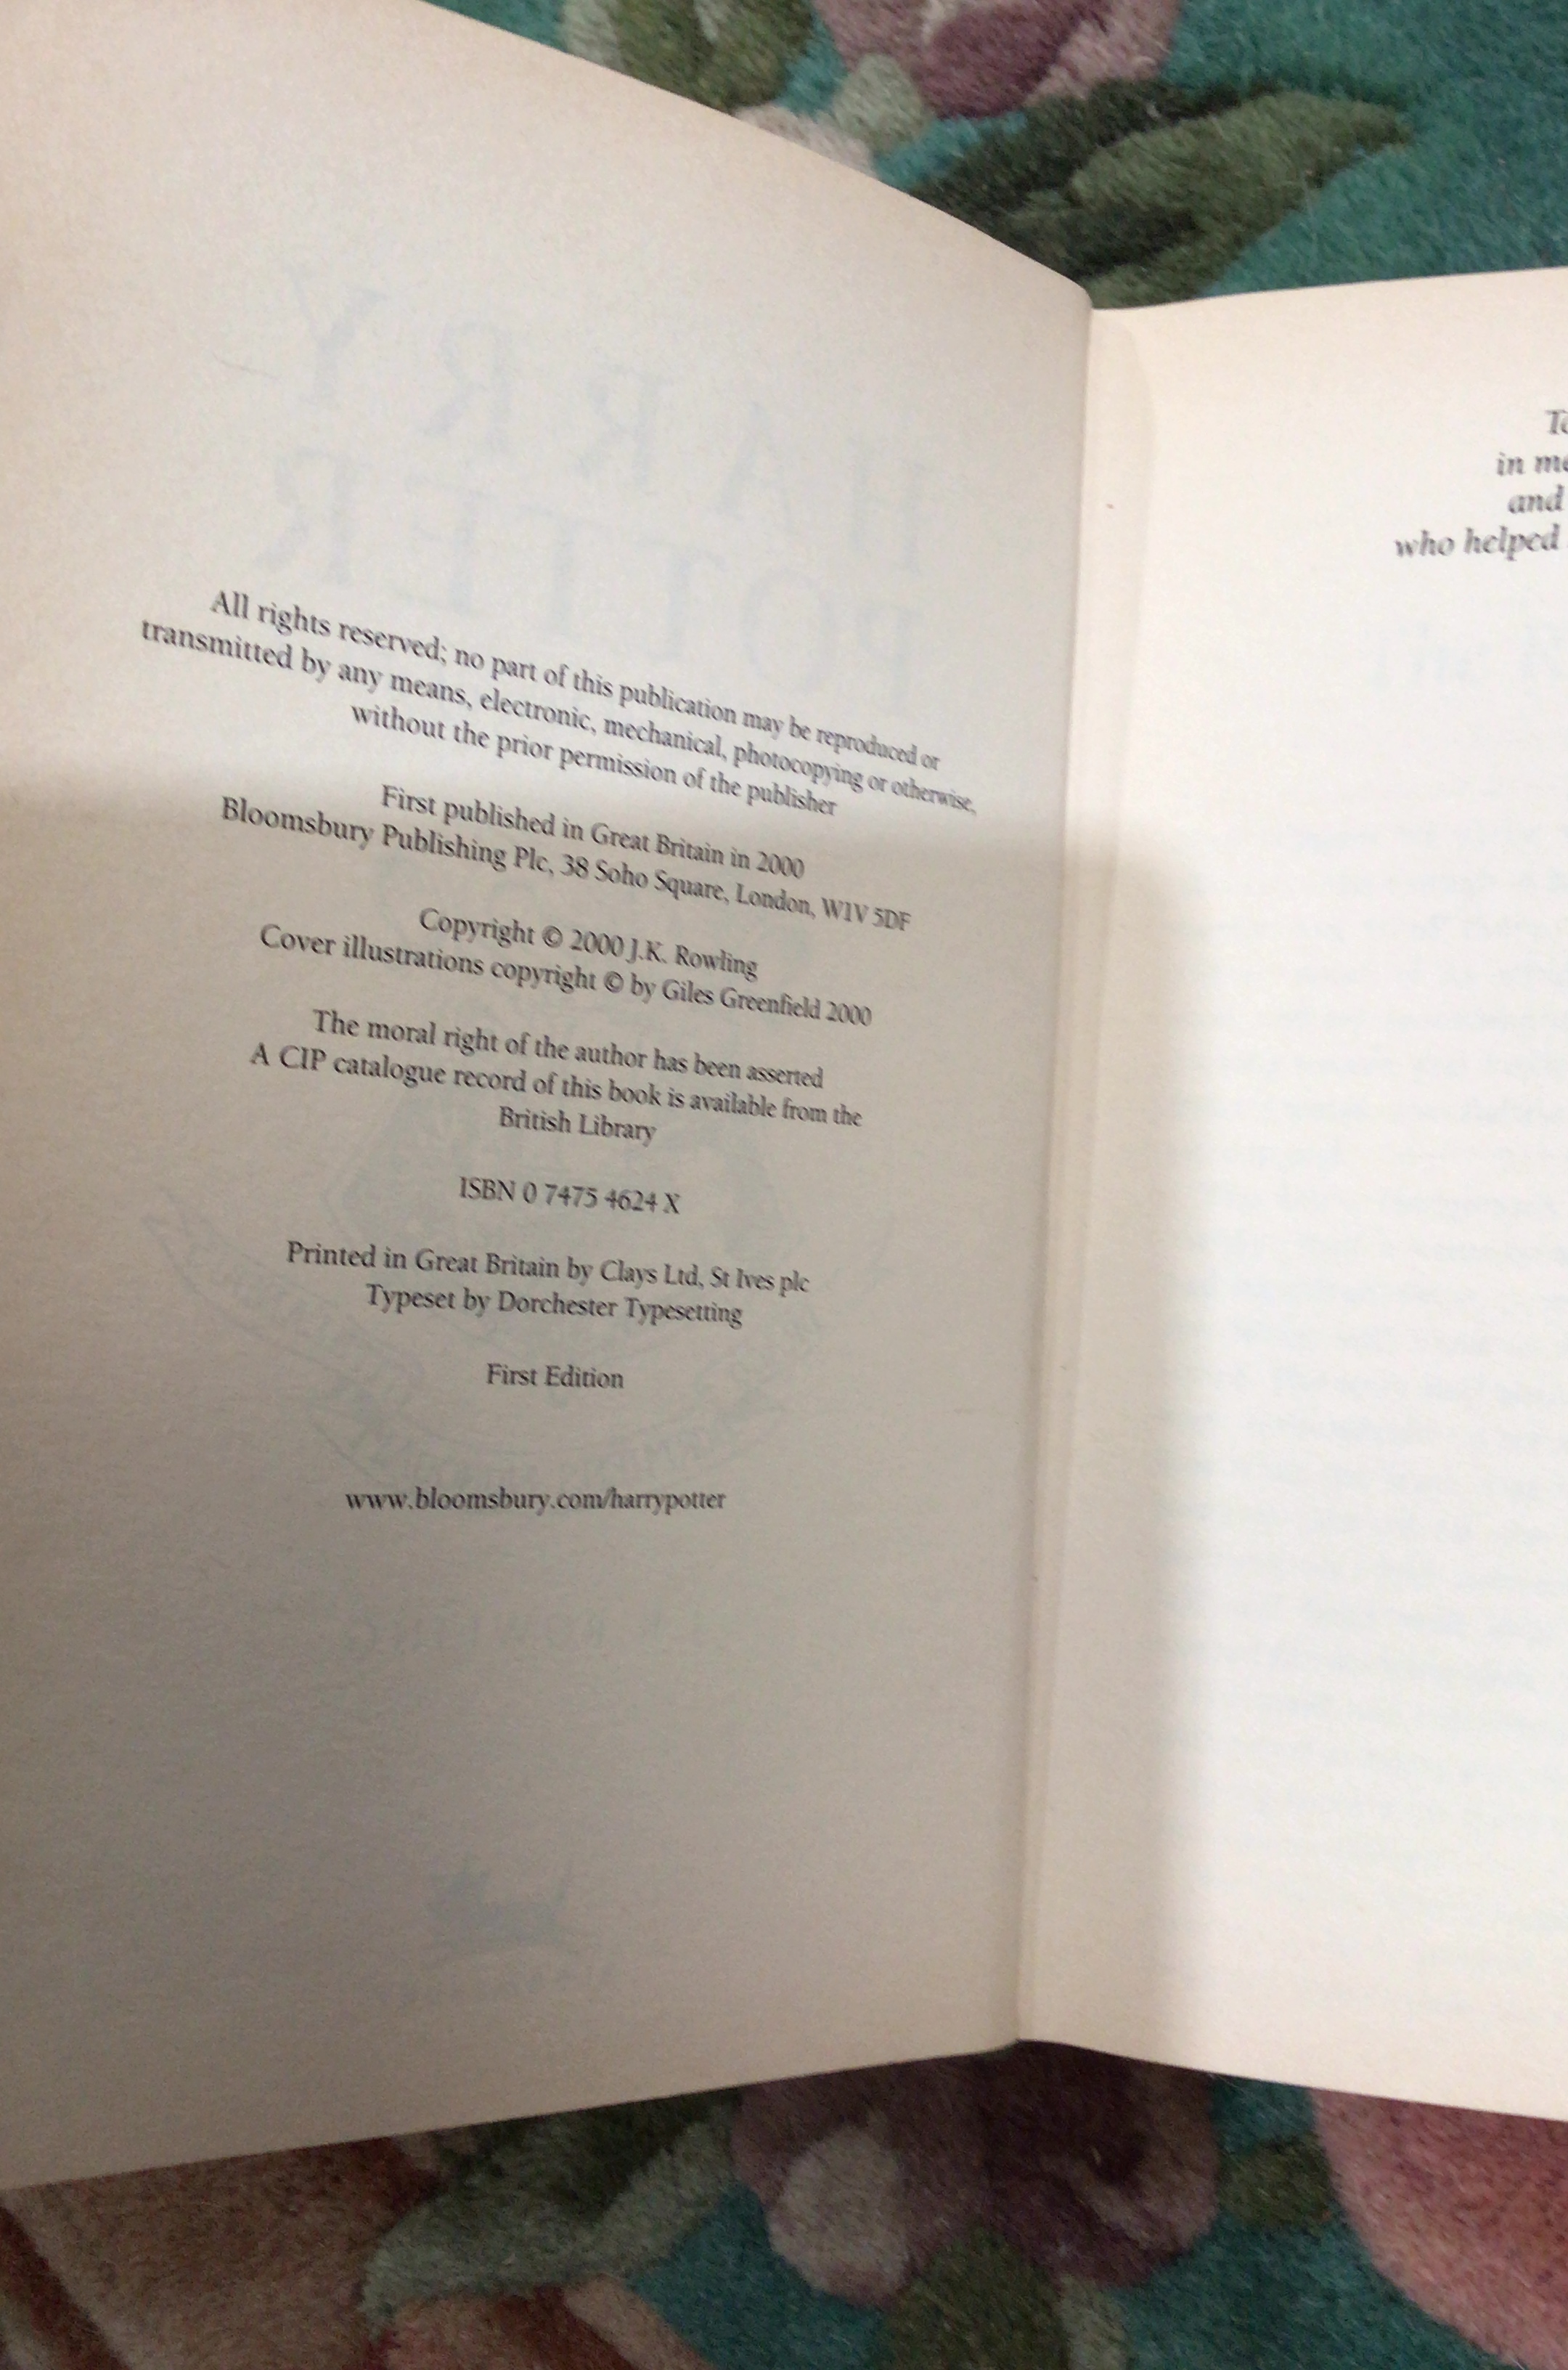 All rights reserved; no part of this publication may be reproduced or
transmitted by any means, electronic, mechanical, photocopying or otherwise,
without the prior permission of the publisher
First published in Great Britain in 2000
Bloomsbury Publishing Plc, 38 Soho Square, London, W1V 5DF
Copyright © 2000 J.K. Rowling
Cover illustrations copyright © by Giles Greenfield 2000
The moral right of the author has been asserted
A CIP catalogue record of this book is available from the
British Library
ISBN 0 7475 4624 X
Printed in Great Britain by Clays Ltd, St Ives plc
Typeset by Dorchester Typesetting
First Edition
www.bloomsbury.com/harrypotter
in
and
who helped